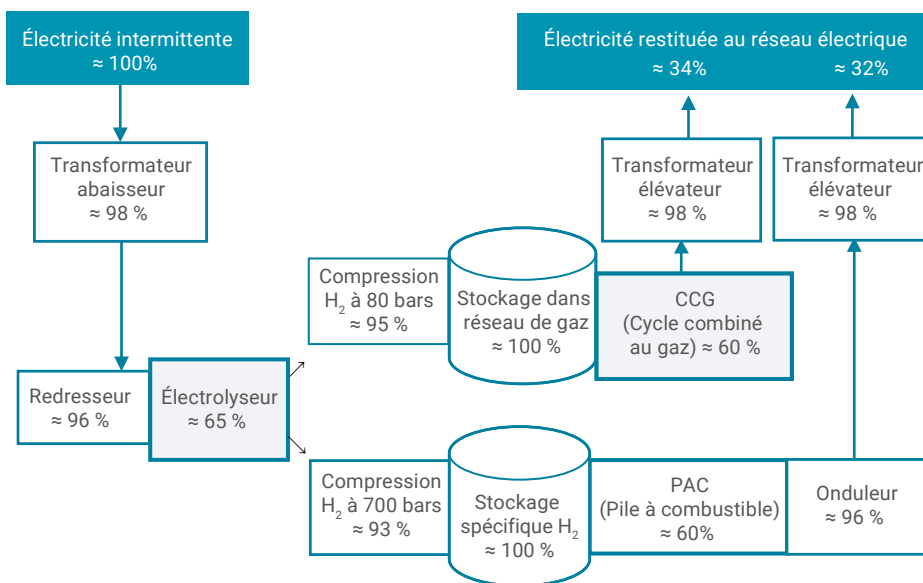 Électricité intermittente
≈ 100%
Électricité restituée au réseau électrique
≈ 34%
≈ 32%
Transformateur
abaisseur
≈ 98 %
Transformateur
élévateur
≈ 98 %
Transformateur
élévateur
≈ 98 %
Compression
H₂ à 80 bars
≈ 95 %
Stockage dans
réseau de gaz
≈ 100 %
CCG
(Cycle combiné
au gaz) ≈ 60 %
Redresseur
≈ 96 %
Électrolyseur
≈ 65 %
Compression
H₂ à 700 bars
≈ 93 %
Stockage
spécifique H₂
≈ 100 %
PAC
(Pile à combustible)
≈ 60%
Onduleur
≈ 96 %